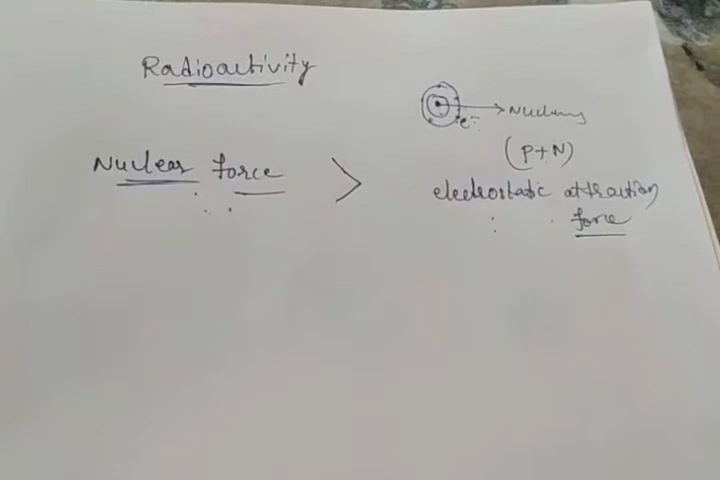 Radioactivity
e-
Nucleus
(P+N)
Nuclear force >
electrostatic attraction
force